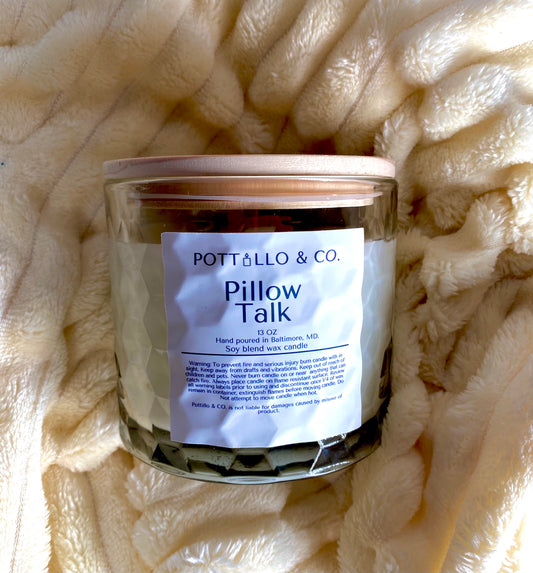 POTTILLO & CO.
Pillow
Talk
13 OZ
Hand poured in Baltimore, MD.
Soy blend wax candle
Warning: To prevent fire and serious injury burn candle with in
sight. Keep away from drafts and vibrations. Keep out of reach of
children and pets. Never burn candle on or near anything that can
catch fire. Always place candle on flame resistant surface. Review
all warning labels prior to using and discontinue once 1/4 of wax
remain in container, extinguish flames before moving candle. Do
Not attempt to move candle when hot.
Pottillo & CO. is not liable for damages caused by misuse of
product.